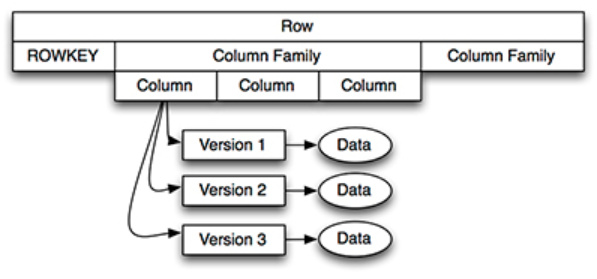 Row
ROWKEY Column Family Column Family
Column Column Column
Version 1 Data
Version 2 Data
Version 3 Data